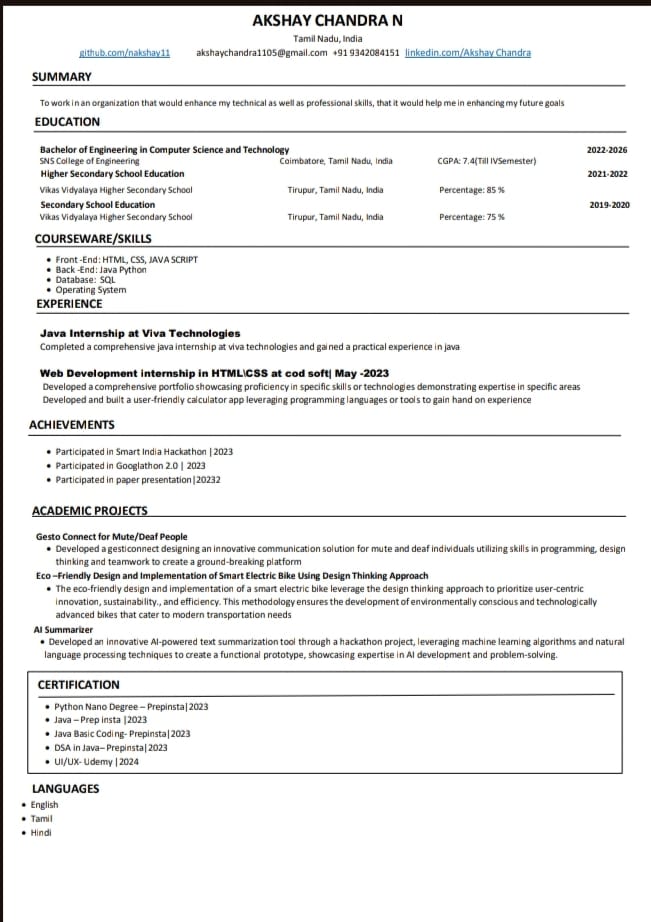 AKSHAY CHANDRA N
Tamil Nadu, India
github.com/nakshay11 akshaychandra1105@gmail.com +91 9342084151 linkedin.com/Akshay Chandra
SUMMARY
To work in an organization that would enhance my technical as well as professional skills, that it would help me in enhancing my future goals
EDUCATION
Bachelor of Engineering in Computer Science and Technology 2022-2026
SNS College of Engineering Coimbatore, Tamil Nadu, India CGPA: 7.4(Till IVSemester)
Higher Secondary School Education 2021-2022
Vikas Vidyalaya Higher Secondary School Tirupur, Tamil Nadu, India Percentage: 85 %
Secondary School Education 2019-2020
Vikas Vidyalaya Higher Secondary School Tirupur, Tamil Nadu, India Percentage: 75 %
COURSEWARE/SKILLS
• Front -End: HTML, CSS, JAVA SCRIPT
• Back -End: Java Python
• Database: SQL
• Operating System
EXPERIENCE
Java Internship at Viva Technologies
Completed a comprehensive java internship at viva technologies and gained a practical experience in java
Web Development internship in HTML\CSS at cod soft| May -2023
Developed a comprehensive portfolio showcasing proficiency in specific skills or technologies demonstrating expertise in specific areas
Developed and built a user-friendly calculator app leveraging programming languages or tools to gain hand on experience
ACHIEVEMENTS
• Participated in Smart India Hackathon | 2023
• Participated in Googlathon 2.0 | 2023
• Participated in paper presentation|20232
ACADEMIC PROJECTS
Gesto Connect for Mute/Deaf People
• Developed a gesticonnect designing an innovative communication solution for mute and deaf individuals utilizing skills in programming, design
thinking and teamwork to create a ground-breaking platform
Eco –Friendly Design and Implementation of Smart Electric Bike Using Design Thinking Approach
• The eco-friendly design and implementation of a smart electric bike leverage the design thinking approach to prioritize user-centric
innovation, sustainability., and efficiency. This methodology ensures the development of environmentally conscious and technologically
advanced bikes that cater to modern transportation needs
AI Summarizer
• Developed an innovative AI-powered text summarization tool through a hackathon project, leveraging machine learning algorithms and natural
language processing techniques to create a functional prototype, showcasing expertise in AI development and problem-solving.
CERTIFICATION
• Python Nano Degree – Prepinsta|2023
• Java – Prep insta |2023
• Java Basic Coding- Prepinsta|2023
• DSA in Java– Prepinsta|2023
• UI/UX- Udemy |2024
LANGUAGES
• English
• Tamil
• Hindi